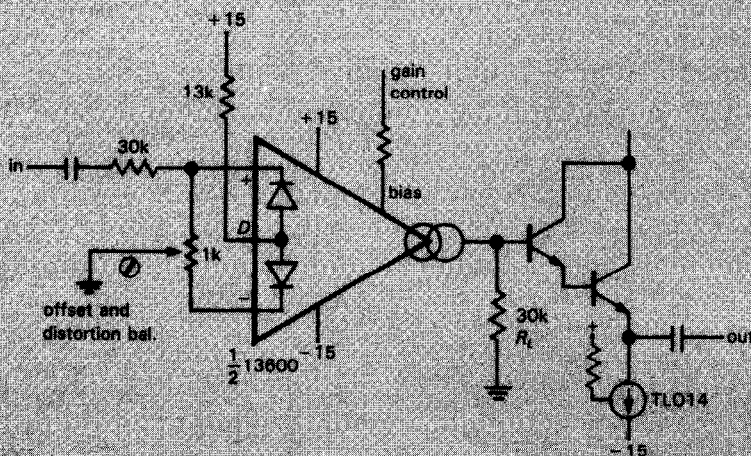 + 15
13k
gain
control
+ 15
30k
in
+
bias
D
1k
-
offset and
distortion bal.
1/2 13600
- 15
30k
R_L
out
+
TL014
- 15